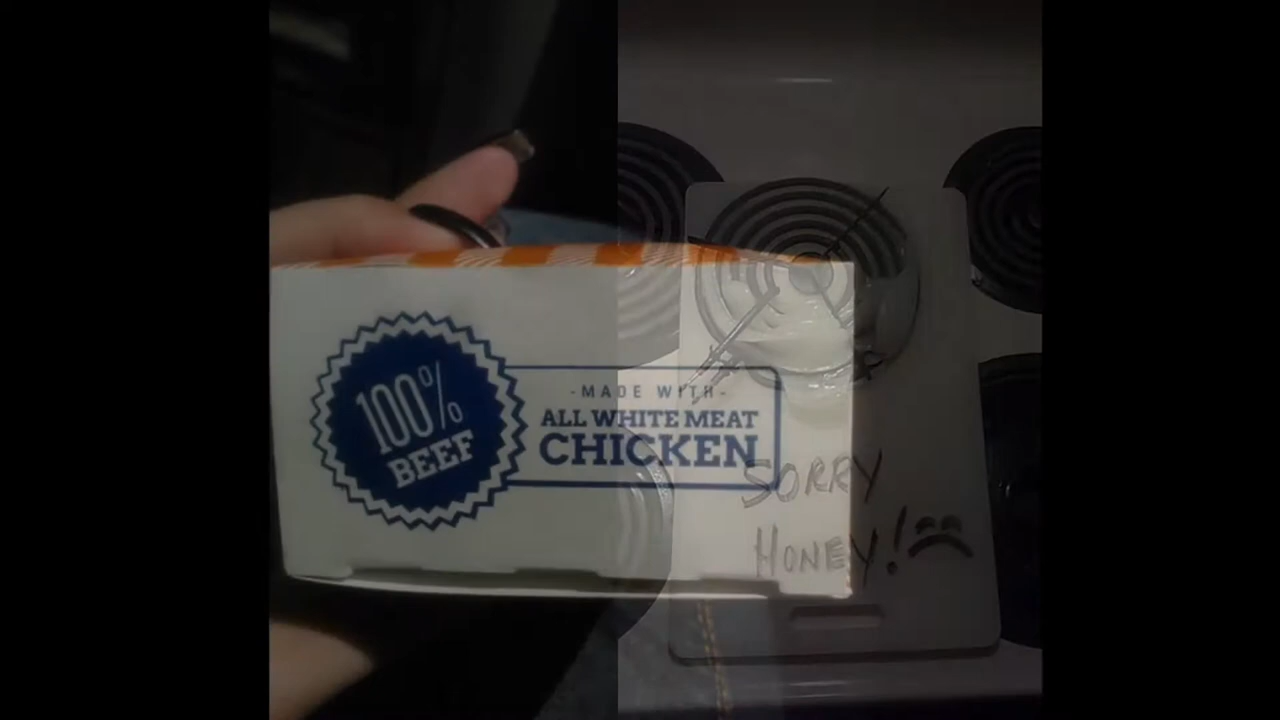 100%
BEEF
-MADE WITH-
ALL WHITE MEAT
CHICKEN
SORRY
HONEY!